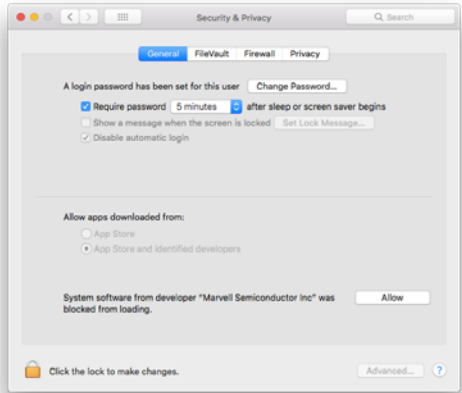 Security & Privacy
Search
General FileVault Firewall Privacy
A login password has been set for this user Change Password...
Require password 5 minutes after sleep or screen saver begins
Show a message when the screen is locked Set Lock Message...
Disable automatic login
Allow apps downloaded from:
App Store
App Store and identified developers
System software from developer "Marvell Semiconductor Inc" was Allow
blocked from loading.
Click the lock to make changes. Advanced... ?